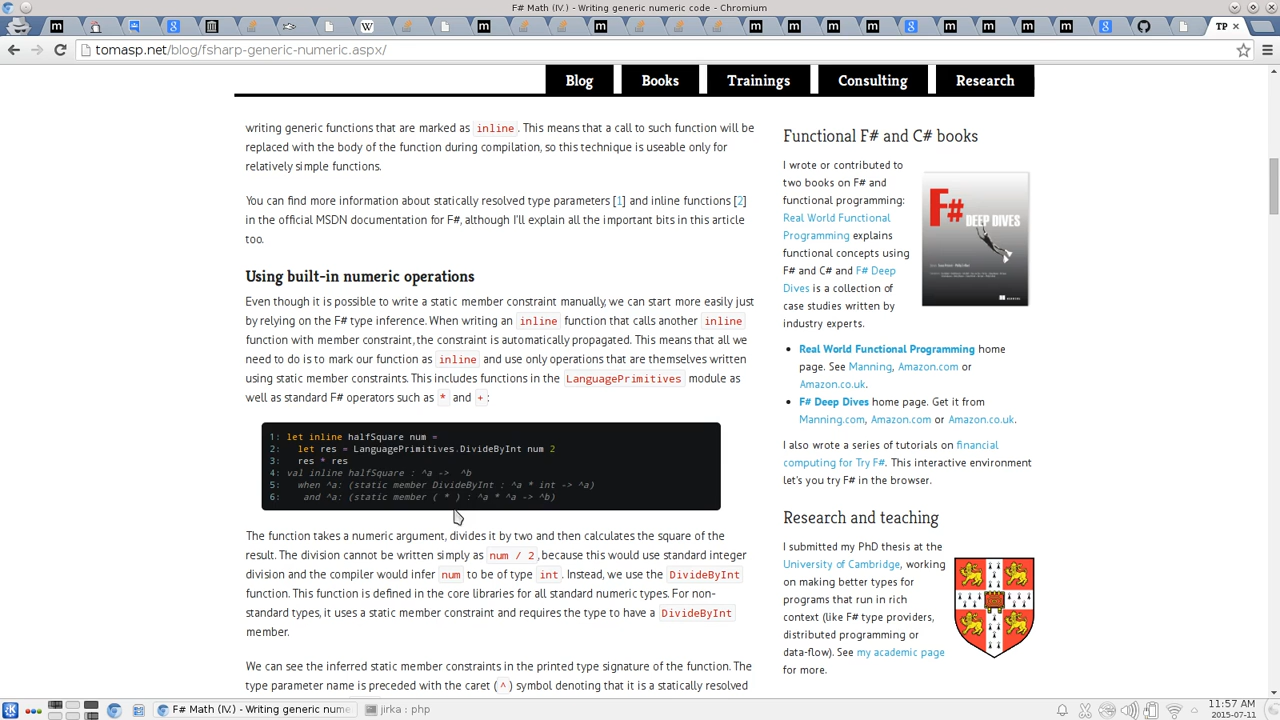 F# Math (IV.) - Writing generic numeric code - Chromium
TP
tomasp.net/blog/fsharp-generic-numeric.aspx/
Blog
Books
Trainings
Consulting
Research
writing generic functions that are marked as inline. This means that a call to such function will be
replaced with the body of the function during compilation, so this technique is useable only for
relatively simple functions.
You can find more information about statically resolved type parameters [1] and inline functions [2]
in the official MSDN documentation for F#, although I'll explain all the important bits in this article
too.
Using built-in numeric operations
Even though it is possible to write a static member constraint manually, we can start more easily just
by relying on the F# type inference. When writing an inline function that calls another inline
function with member constraint, the constraint is automatically propagated. This means that all we
need to do is to mark our function as inline and use only operations that are themselves written
using static member constraints. This includes functions in the LanguagePrimitives module as
well as standard F# operators such as * and +:
1: let inline halfSquare num =
2:   let res = LanguagePrimitives.DivideByInt num 2
3:   res * res
4: val inline halfSquare : ^a -> ^b
5:   when ^a: (static member DivideByInt : ^a * int -> ^a)
6:    and ^a: (static member ( * ) : ^a * ^a -> ^b)
The function takes a numeric argument, divides it by two and then calculates the square of the
result. The division cannot be written simply as num / 2, because this would use standard integer
division and the compiler would infer num to be of type int. Instead, we use the DivideByInt
function. This function is defined in the core libraries for all standard numeric types. For non-
standard types, it uses a static member constraint and requires the type to have a DivideByInt
member.
We can see the inferred static member constraints in the printed type signature of the function. The
type parameter name is preceded with the caret (^) symbol denoting that it is a statically resolved
Functional F# and C# books
I wrote or contributed to
two books on F# and
functional programming:
Real World Functional
Programming explains
functional concepts using
F# and C# and F# Deep
Dives is a collection of
case studies written by
industry experts.
F# DEEP DIVES
Real World Functional Programming home
page. See Manning, Amazon.com or
Amazon.co.uk.
F# Deep Dives home page. Get it from
Manning.com, Amazon.com or Amazon.co.uk.
I also wrote a series of tutorials on financial
computing for Try F#. This interactive environment
let's you try F# in the browser.
Research and teaching
I submitted my PhD thesis at the
University of Cambridge, working
on making better types for
programs that run in rich
context (like F# type providers,
distributed programming or
data-flow). See my academic page
for more.
F# Math (IV.) - Writing generic nume
jirka : php
11:57 AM
2015-07-11